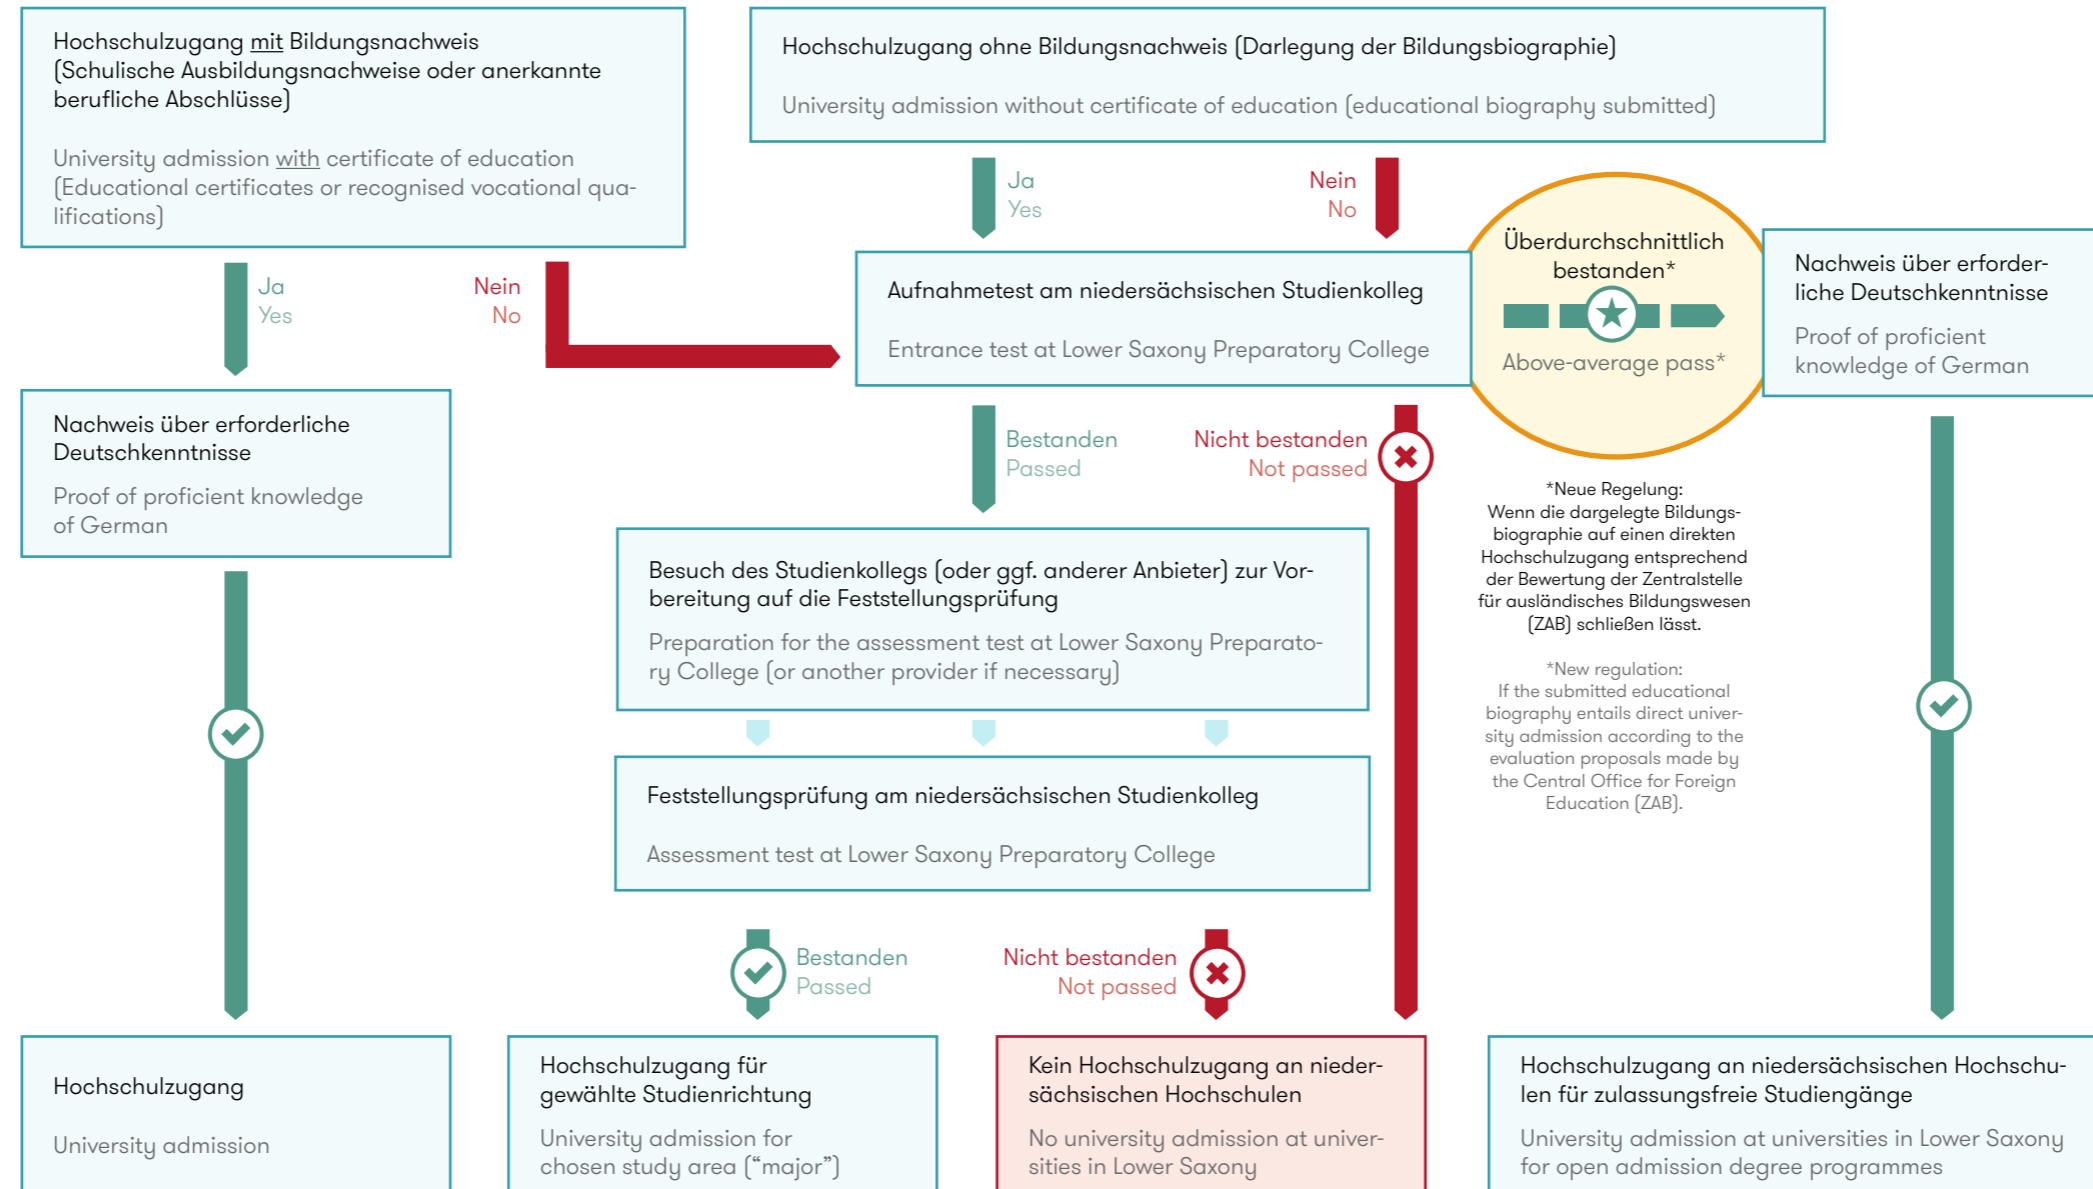 Hochschulzugang mit Bildungsnachweis
(Schulische Ausbildungsnachweise oder anerkannte
berufliche Abschlüsse)
University admission with certificate of education
(Educational certificates or recognised vocational qua-
lifications)
Hochschulzugang ohne Bildungsnachweis (Darlegung der Bildungsbiographie)
University admission without certificate of education (educational biography submitted)
Ja
Yes
Nein
No
Ja
Yes
Nein
No
Aufnahmetest am niedersächsischen Studienkolleg
Entrance test at Lower Saxony Preparatory College
Überdurchschnittlich
bestanden*
Above-average pass*
Nachweis über erforder-
liche Deutschkenntnisse
Proof of proficient
knowledge of German
Nachweis über erforderliche
Deutschkenntnisse
Proof of proficient knowledge
of German
Bestanden
Passed
Nicht bestanden
Not passed
*Neue Regelung:
Wenn die dargelegte Bildungs-
biographie auf einen direkten
Hochschulzugang entsprechend
der Bewertung der Zentralstelle
für ausländisches Bildungswesen
(ZAB) schließen lässt.
*New regulation:
If the submitted educational
biography entails direct univer-
sity admission according to the
evaluation proposals made by
the Central Office for Foreign
Education (ZAB).
Besuch des Studienkollegs (oder ggf. anderer Anbieter) zur Vor-
bereitung auf die Feststellungsprüfung
Preparation for the assessment test at Lower Saxony Preparato-
ry College (or another provider if necessary)
Feststellungsprüfung am niedersächsischen Studienkolleg
Assessment test at Lower Saxony Preparatory College
Bestanden
Passed
Nicht bestanden
Not passed
Hochschulzugang
University admission
Hochschulzugang für
gewählte Studienrichtung
University admission for
chosen study area (“major”)
Kein Hochschulzugang an nieder-
sächsischen Hochschulen
No university admission at univer-
sities in Lower Saxony
Hochschulzugang an niedersächsischen Hochschu-
len für zulassungsfreie Studiengänge
University admission at universities in Lower Saxony
for open admission degree programmes